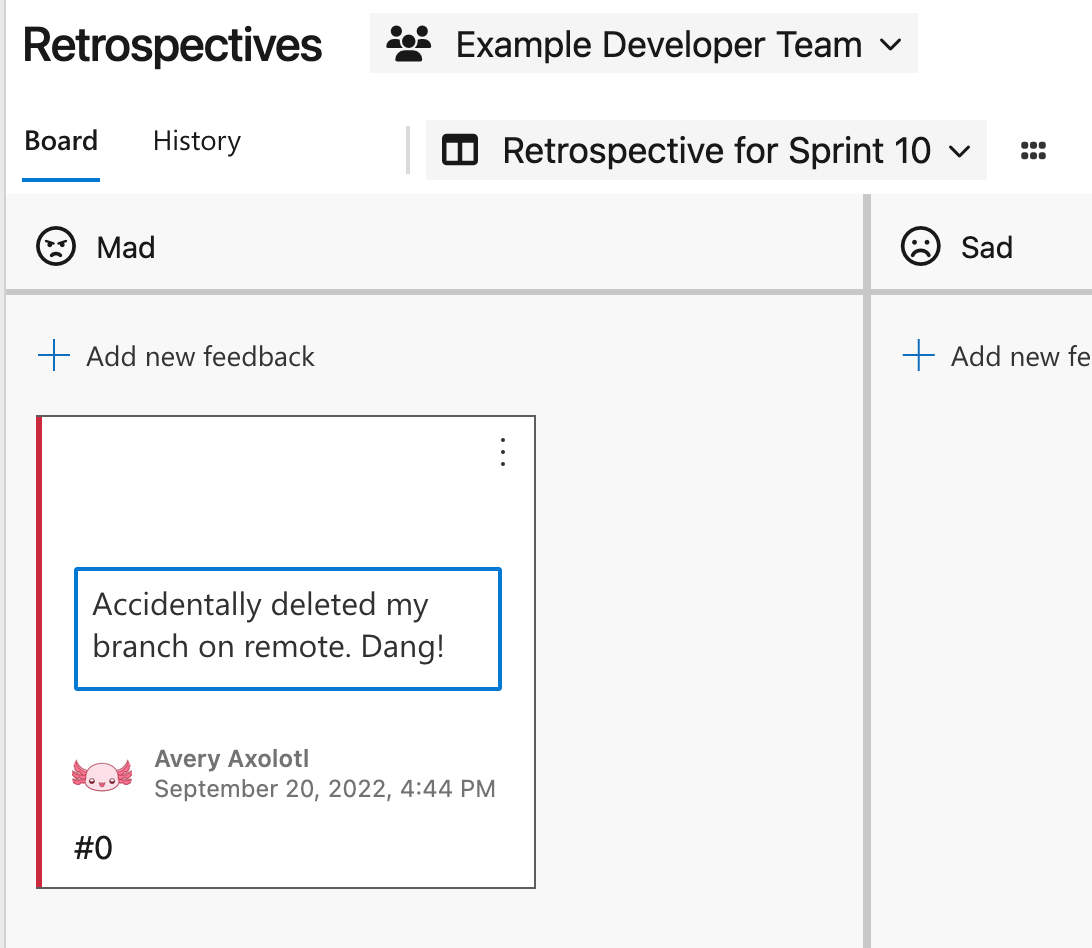 Retrospectives
Example Developer Team
Board
History
Retrospective for Sprint 10
Mad
Sad
Add new feedback
Add new fe
Accidentally deleted my
branch on remote. Dang!
Avery Axolotl
September 20, 2022, 4:44 PM
#0